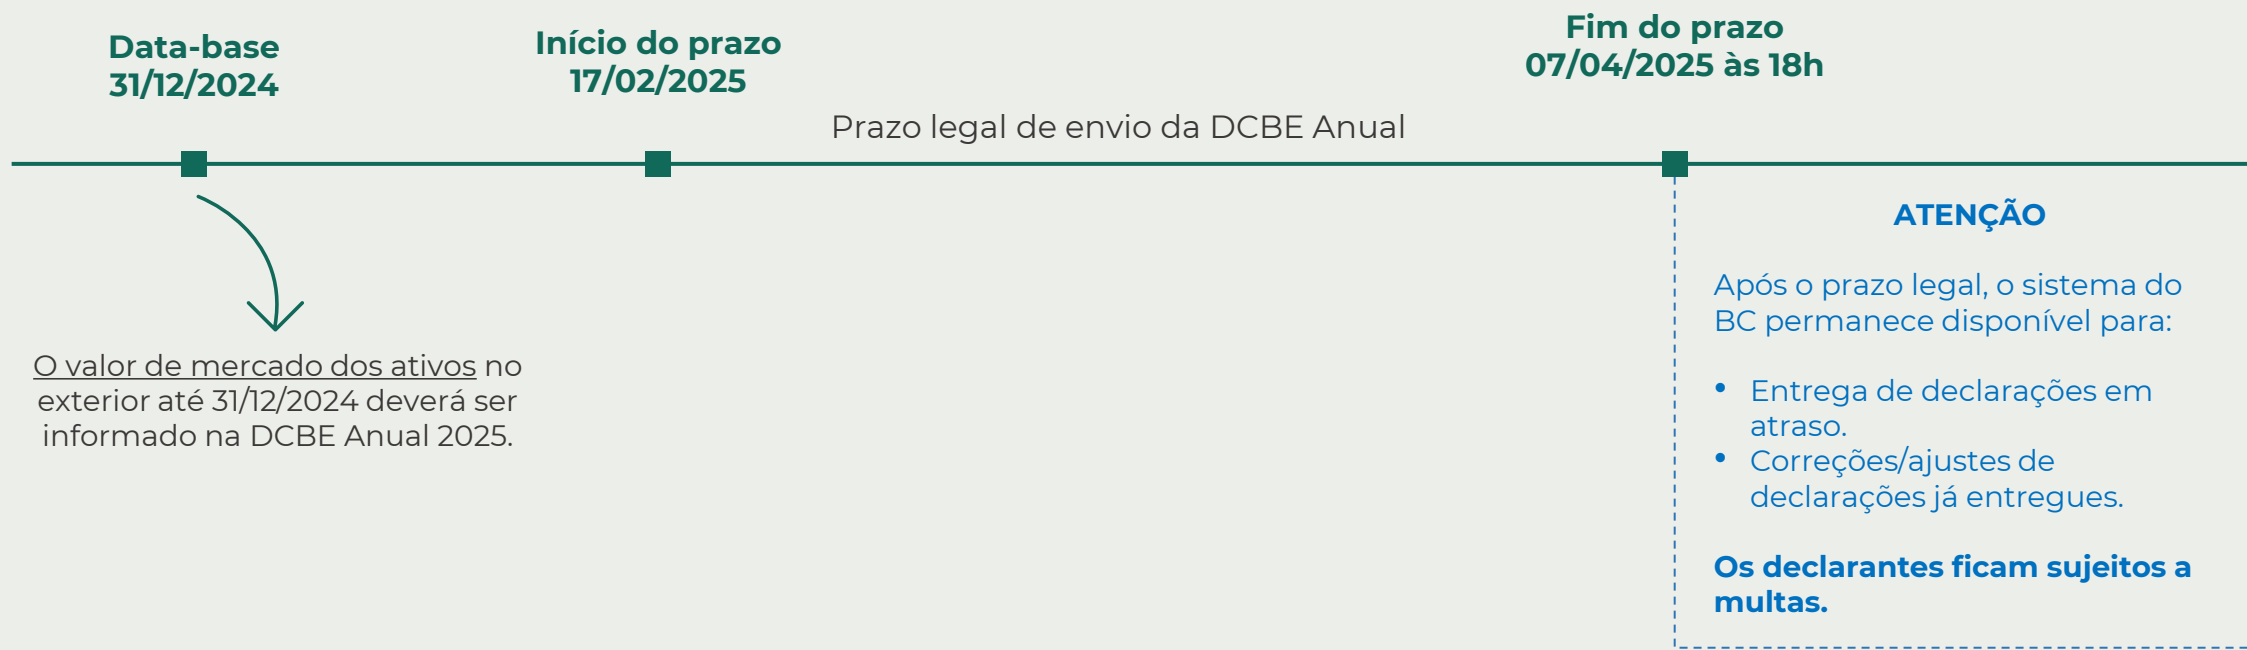 Data-base
31/12/2024
Início do prazo
17/02/2025
Fim do prazo
07/04/2025 às 18h
Prazo legal de envio da DCBE Anual
O valor de mercado dos ativos no
exterior até 31/12/2024 deverá ser
informado na DCBE Anual 2025.
ATENÇÃO
Após o prazo legal, o sistema do
BC permanece disponível para:
• Entrega de declarações em
atraso.
• Correções/ajustes de
declarações já entregues.
Os declarantes ficam sujeitos a
multas.